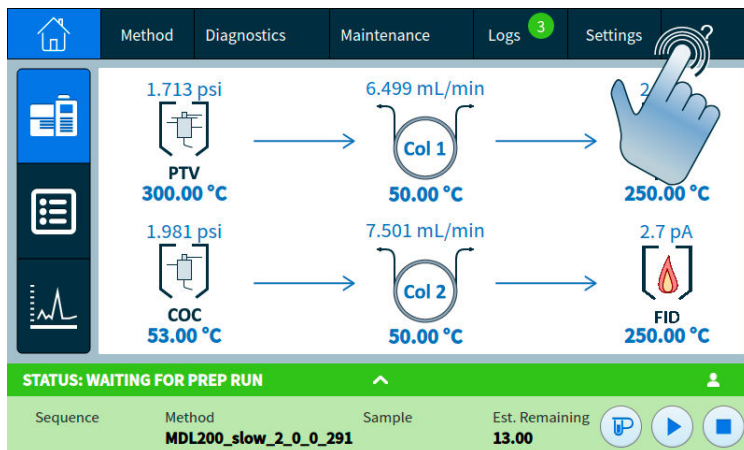 Method Diagnostics Maintenance Logs 3 Settings ?
1.713 psi 6.499 mL/min 2
Col 1
PTV
300.00 °C 50.00 °C 250.00 °C
1.981 psi 7.501 mL/min 2.7 pA
Col 2
COC FID
53.00 °C 50.00 °C 250.00 °C
STATUS: WAITING FOR PREP RUN
Sequence Method Sample Est. Remaining
MDL200_slow_2_0_0_291 13.00
P